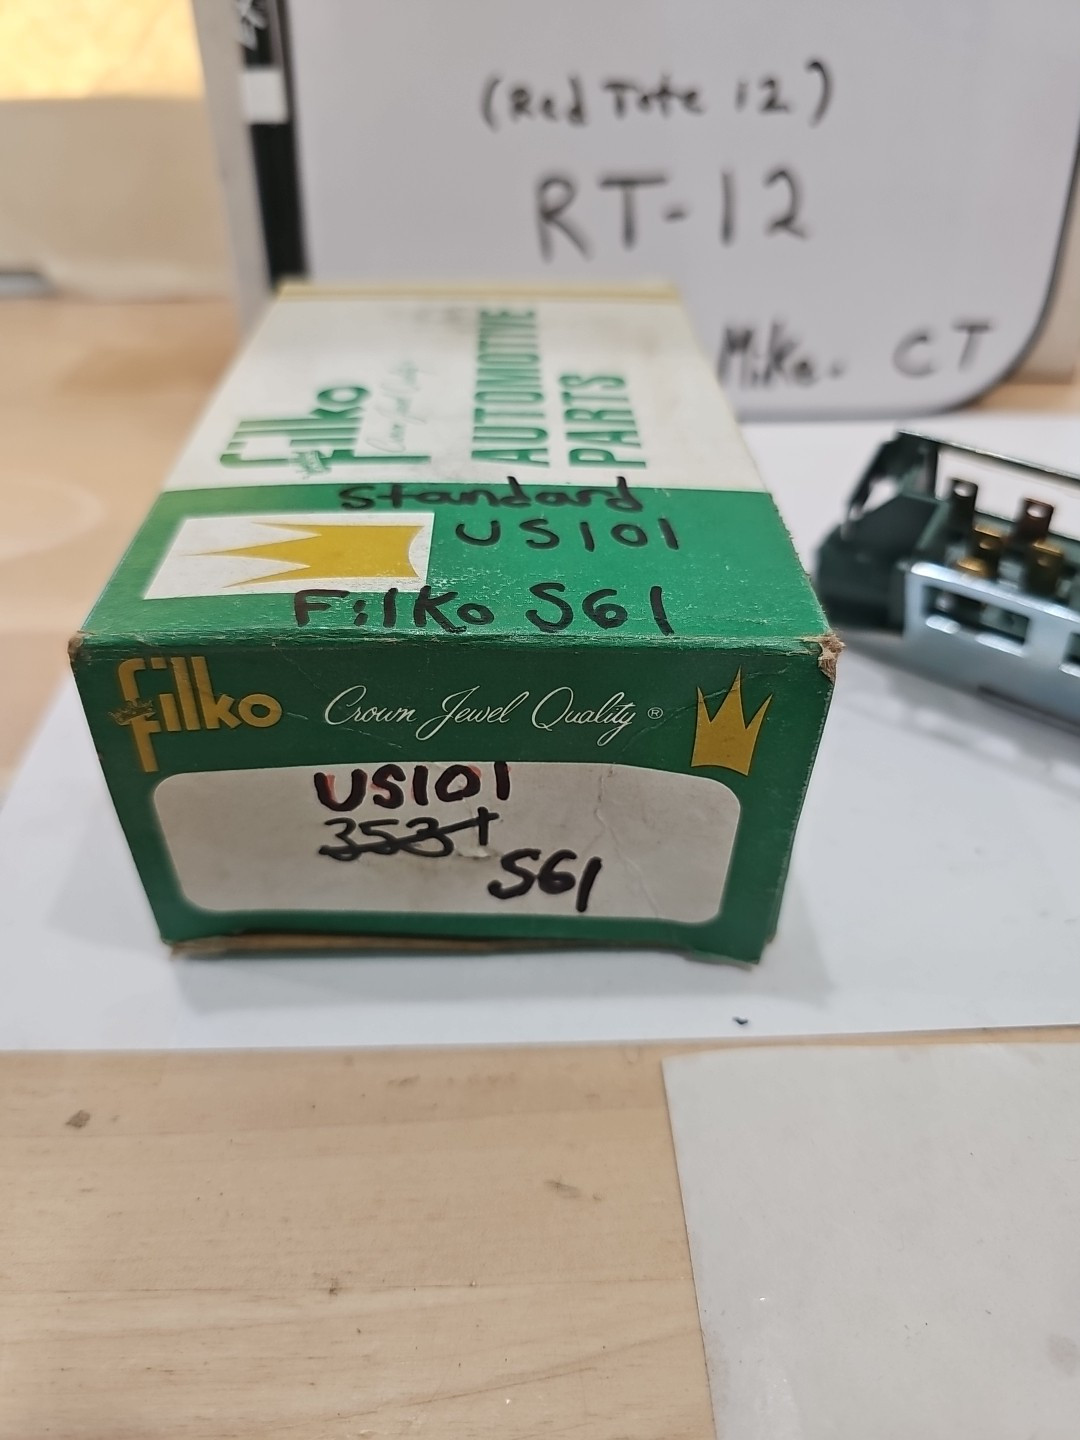 (Red Tote 12)
RT-12
Mike. CT
filko
AUTOMOTIVE
PARTS
Standard
US101
Filko S61
filko Crown Jewel Quality ®
US101
353+
S61